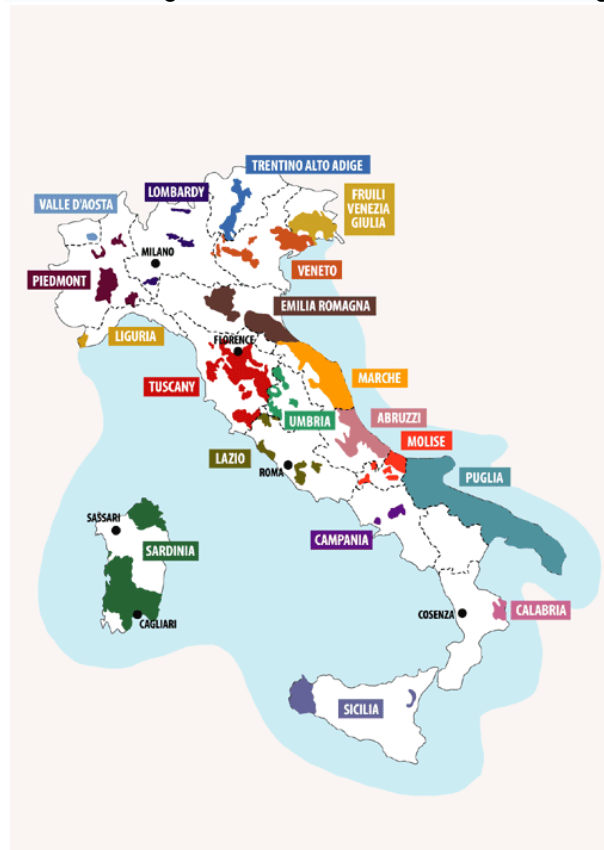 TRENTINO ALTO ADIGE
LOMBARDY
FRUILI
VENEZIA
GIULIA
VALLE D'AOSTA
MILANO
VENETO
PIEDMONT
EMILIA ROMAGNA
LIGURIA
FLORENCE
MARCHE
TUSCANY
UMBRIA
ABRUZZI
MOLISE
LAZIO
ROMA
PUGLIA
SASSARI
CAMPANIA
SARDINIA
COSENZA
CALABRIA
CAGLIARI
SICILIA